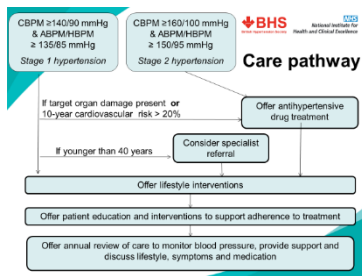 CBPM ≥140/90 mmHg
& ABPM/HBPM
≥ 135/85 mmHg
Stage 1 hypertension
CBPM ≥160/100 mmHg
& ABPM/HBPM
≥ 150/95 mmHg
Stage 2 hypertension
BHS
NHS
National Institute for
Health and Clinical Excellence
Care pathway
If target organ damage present or
10-year cardiovascular risk > 20%
Offer antihypertensive
drug treatment
If younger than 40 years
Consider specialist
referral
Offer lifestyle interventions
Offer patient education and interventions to support adherence to treatment
Offer annual review of care to monitor blood pressure, provide support and
discuss lifestyle, symptoms and medication